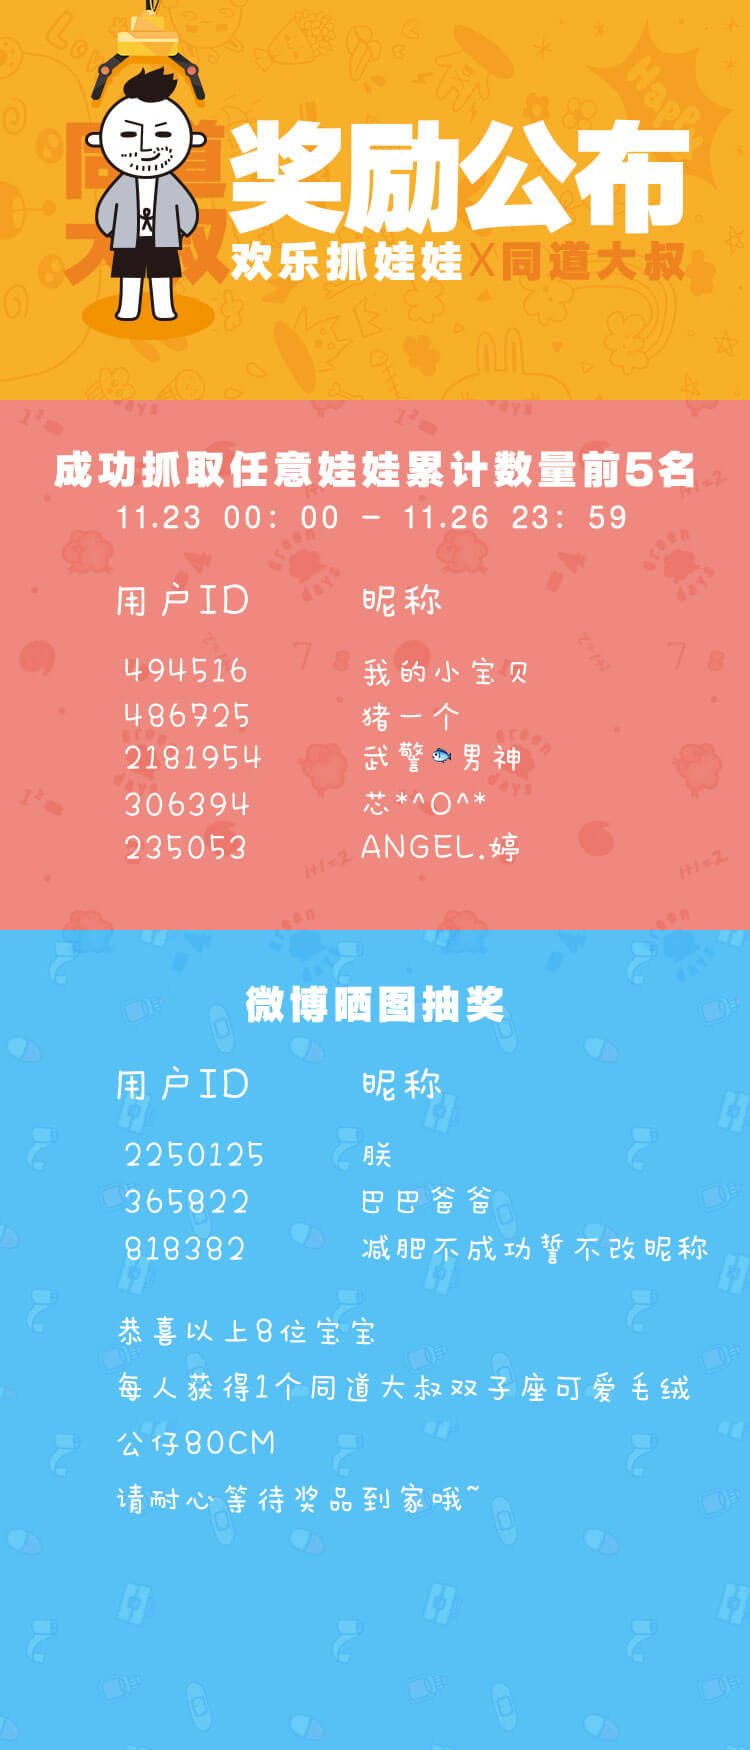 Happy
同道
大叔
奖励公布
欢乐抓娃娃X同道大叔
成功抓取任意娃娃累计数量前5名
11.23 00: 00 - 11.26 23: 59
用户ID 昵称
494516 我的小宝贝
486725 猪一个
2181954 武警🐟男神
306394 芯*^O^*
235053 ANGEL.婷
微博晒图抽奖
用户ID 昵称
2250125 朕
365822 巴巴爸爸
818382 减肥不成功誓不改昵称
恭喜以上8位宝宝
每人获得1个同道大叔双子座可爱毛绒
公仔80CM
请耐心等待奖品到家哦~